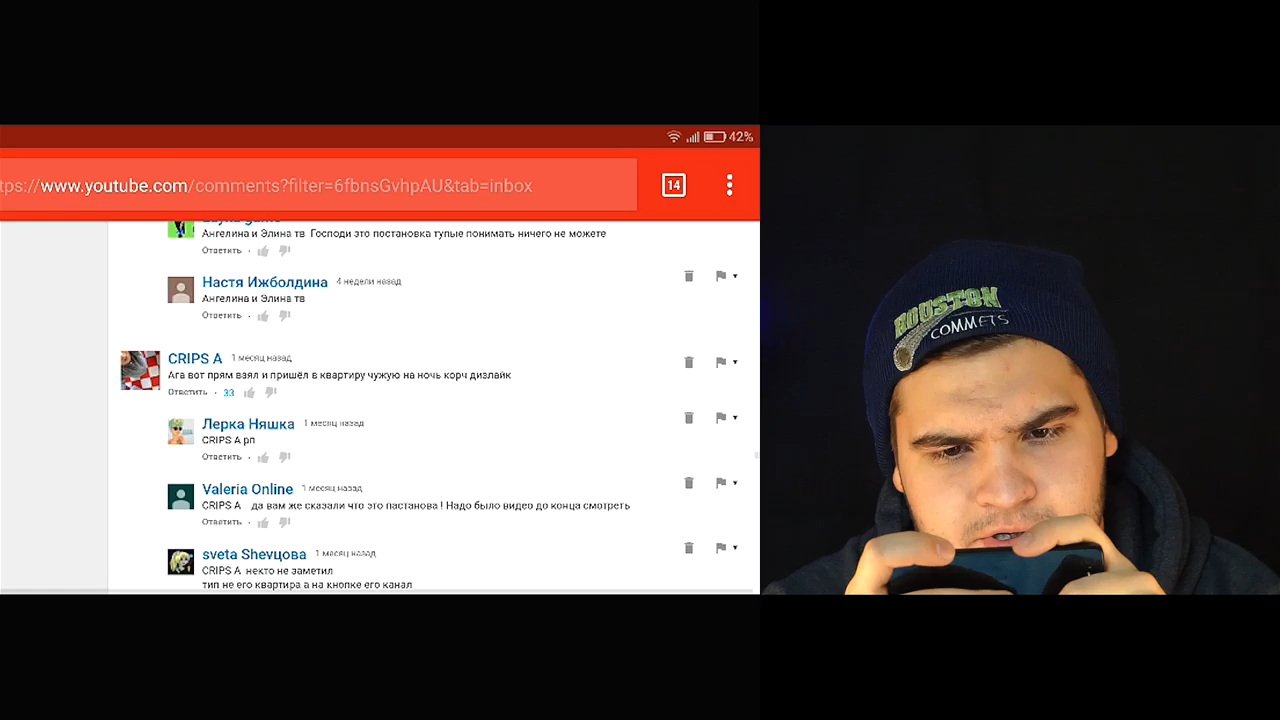 42%
tps://www.youtube.com/comments?filter=6fbnsGvhpAU&tab=inbox
14
Ангелина и Элина тв Господи это постановка тупые понимать ничего не можете
Ответить
Настя Ижболдина 4 недели назад
Ангелина и Элина тв
Ответить
CRIPS A 1 месяц назад
Ага вот прям взял и пришёл в квартиру чужую на ночь корч дизлайк
Ответить · 33
Лерка Няшка 1 месяц назад
CRIPS A рп
Ответить
Valeria Online 1 месяц назад
CRIPS A да вам же сказали что это пастанова ! Надо было видео до конца смотреть
Ответить
sveta Shevцова 1 месяц назад
CRIPS A некто не заметил
тип не его квартира а на кнопке его канал
HOUSTON
COMMETS